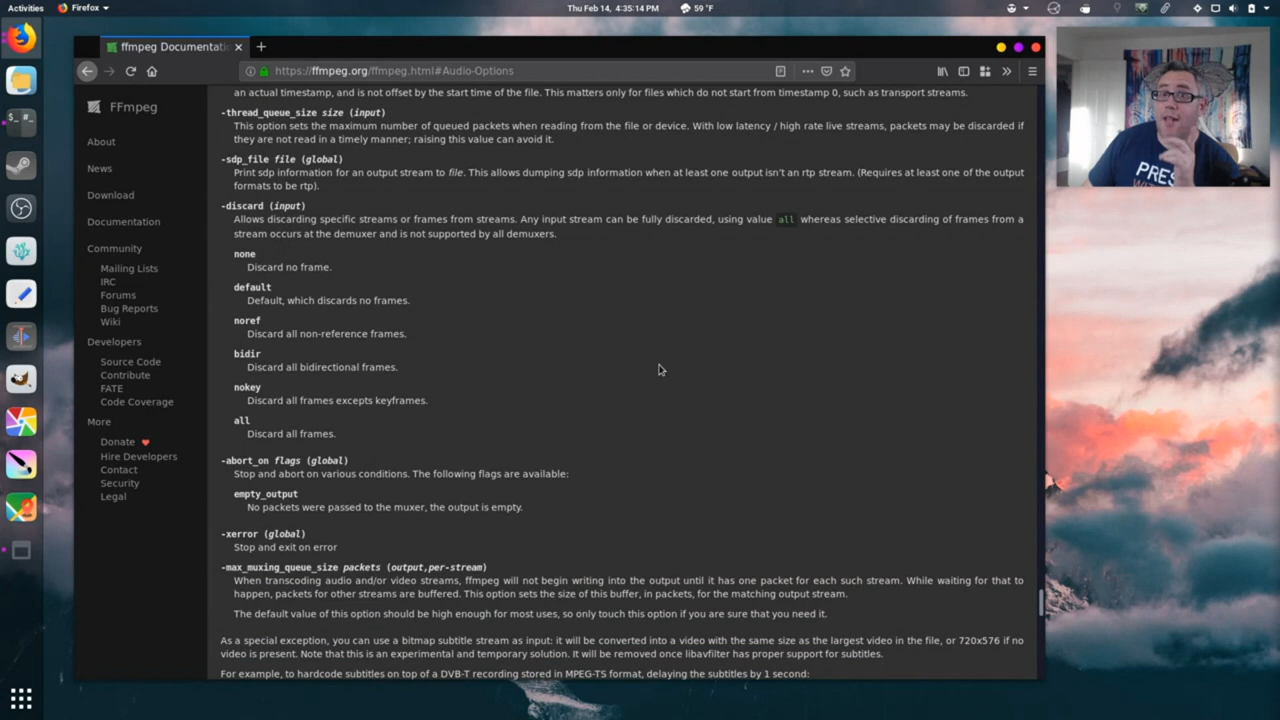 Activities
Firefox
Thu Feb 14, 4:35:14 PM
59 °F
ffmpeg Documentati
https://ffmpeg.org/ffmpeg.html#Audio-Options
FFmpeg
About
News
Download
Documentation
Community
Mailing Lists
IRC
Forums
Bug Reports
Wiki
Developers
Source Code
Contribute
FATE
Code Coverage
More
Donate
Hire Developers
Contact
Security
Legal
an actual timestamp, and is not offset by the start time of the file. This matters only for files which do not start from timestamp 0, such as transport streams.
-thread_queue_size size (input)
This option sets the maximum number of queued packets when reading from the file or device. With low latency / high rate live streams, packets may be discarded if
they are not read in a timely manner; raising this value can avoid it.
-sdp_file file (global)
Print sdp information for an output stream to file. This allows dumping sdp information when at least one output isn't an rtp stream. (Requires at least one of the output
formats to be rtp).
-discard (input)
Allows discarding specific streams or frames from streams. Any input stream can be fully discarded, using value all whereas selective discarding of frames from a
stream occurs at the demuxer and is not supported by all demuxers.
none
Discard no frame.
default
Default, which discards no frames.
noref
Discard all non-reference frames.
bidir
Discard all bidirectional frames.
nokey
Discard all frames excepts keyframes.
all
Discard all frames.
-abort_on flags (global)
Stop and abort on various conditions. The following flags are available:
empty_output
No packets were passed to the muxer, the output is empty.
-xerror (global)
Stop and exit on error
-max_muxing_queue_size packets (output,per-stream)
When transcoding audio and/or video streams, ffmpeg will not begin writing into the output until it has one packet for each such stream. While waiting for that to
happen, packets for other streams are buffered. This option sets the size of this buffer, in packets, for the matching output stream.
The default value of this option should be high enough for most uses, so only touch this option if you are sure that you need it.
As a special exception, you can use a bitmap subtitle stream as input: it will be converted into a video with the same size as the largest video in the file, or 720x576 if no
video is present. Note that this is an experimental and temporary solution. It will be removed once libavfilter has proper support for subtitles.
For example, to hardcode subtitles on top of a DVB-T recording stored in MPEG-TS format, delaying the subtitles by 1 second:
PRES